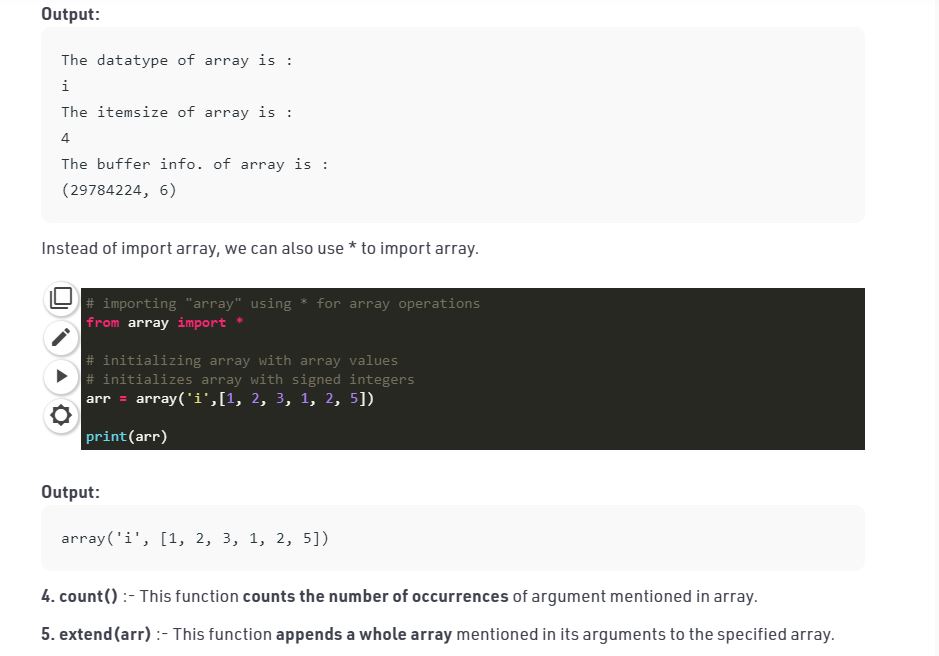 Output:
The datatype of array is :
i
The itemsize of array is :
4
The buffer info. of array is :
(29784224, 6)
Instead of import array, we can also use * to import array.
# importing "array" using * for array operations
from array import *
# initializing array with array values
# initializes array with signed integers
arr = array('i',[1, 2, 3, 1, 2, 5])
print(arr)
Output:
array('i', [1, 2, 3, 1, 2, 5])
4. count() :- This function counts the number of occurrences of argument mentioned in array.
5. extend(arr) :- This function appends a whole array mentioned in its arguments to the specified array.